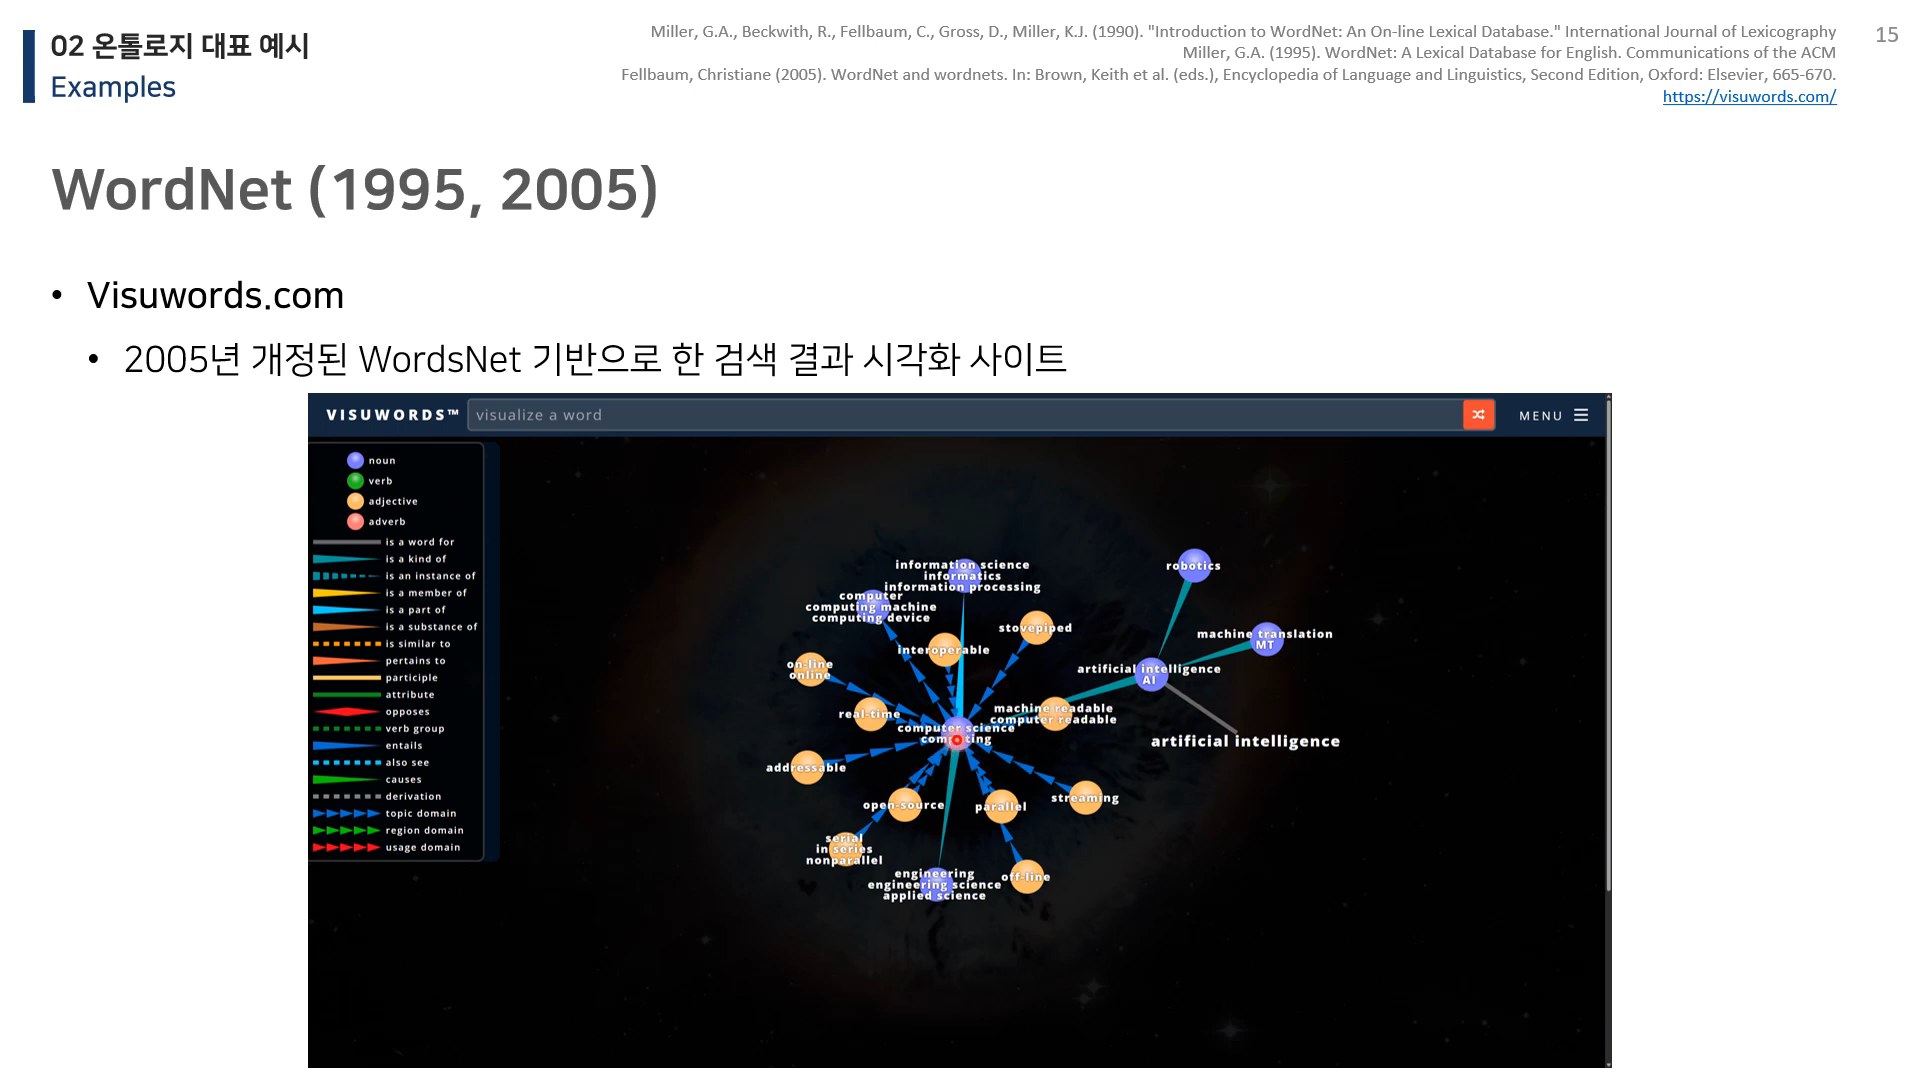 02 온톨로지 대표 예시
Examples
Miller, G.A., Beckwith, R., Fellbaum, C., Gross, D., Miller, K.J. (1990). "Introduction to WordNet: An On-line Lexical Database." International Journal of Lexicography
Miller, G.A. (1995). WordNet: A Lexical Database for English. Communications of the ACM
Fellbaum, Christiane (2005). WordNet and wordnets. In: Brown, Keith et al. (eds.), Encyclopedia of Language and Linguistics, Second Edition, Oxford: Elsevier, 665-670.
https://visuwords.com/
15
WordNet (1995, 2005)
• Visuwords.com
• 2005년 개정된 WordsNet 기반으로 한 검색 결과 시각화 사이트
VISUWORDS™
visualize a word
MENU
noun
verb
adjective
adverb
is a word for
is a kind of
is an instance of
is a member of
is a part of
is a substance of
is similar to
pertains to
participle
attribute
opposes
verb group
entails
also see
causes
derivation
topic domain
region domain
usage domain
information science
informatics
information processing
computer
computing machine
computing device
stovepiped
interoperable
on-line
online
real-time
machine readable
computer readable
computer science
computing
addressable
open-source
parallel
streaming
serial
in series
nonparallel
engineering
engineering science
applied science
off-line
robotics
machine translation
MT
artificial intelligence
AI
artificial intelligence